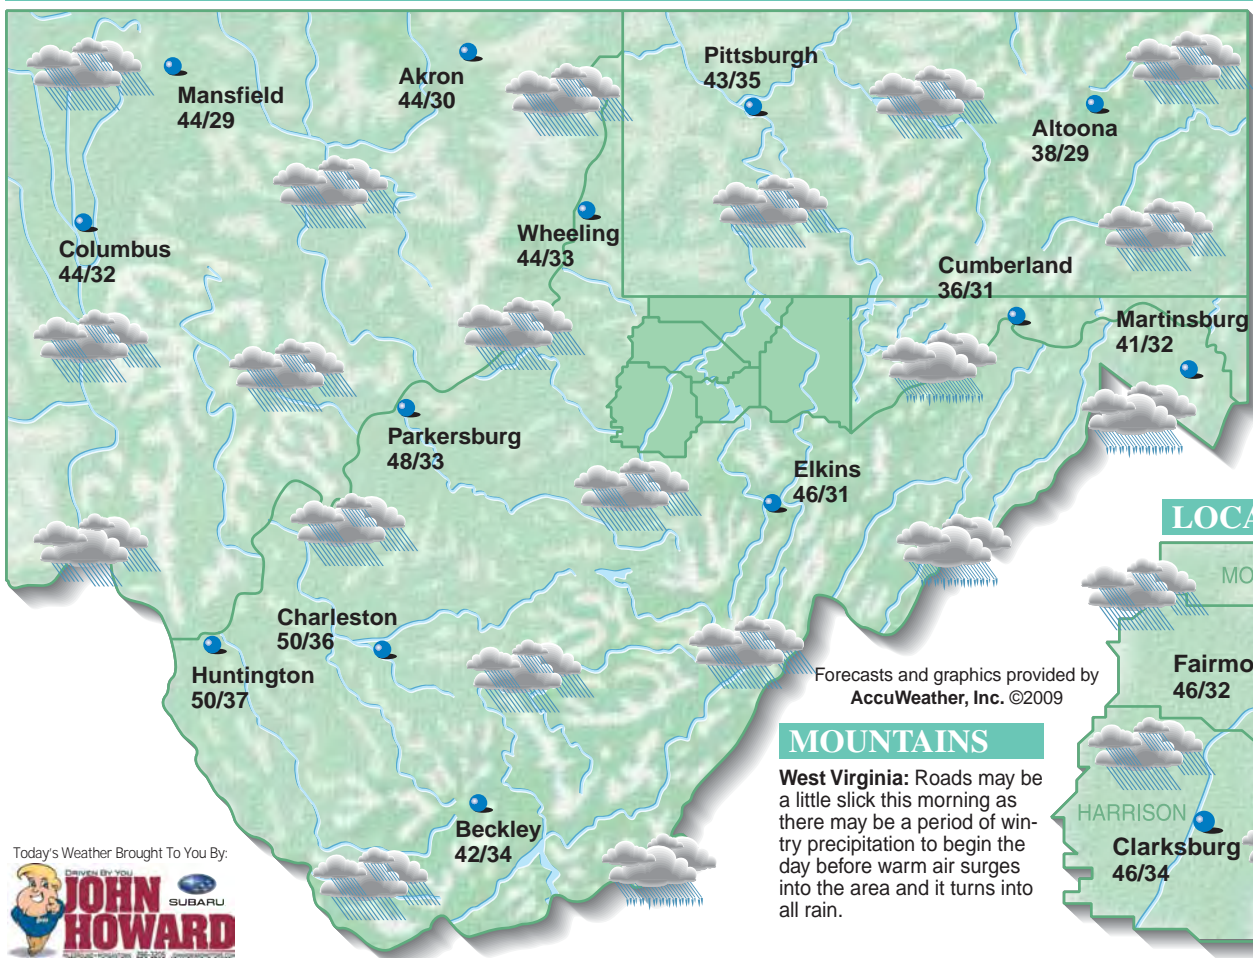 Mansfield
44/29
Akron
44/30
Pittsburgh
43/35
Altoona
38/29
Columbus
44/32
Wheeling
44/33
Cumberland
36/31
Martinsburg
41/32
Parkersburg
48/33
Elkins
46/31
Charleston
50/36
Huntington
50/37
Beckley
42/34
Forecasts and graphics provided by
AccuWeather, Inc. ©2009
MOUNTAINS
West Virginia: Roads may be
a little slick this morning as
there may be a period of win-
try precipitation to begin the
day before warm air surges
into the area and it turns into
all rain.
LOCA
MO
Fairmo
46/32
HARRISON
Clarksburg
46/34
Today's Weather Brought To You By:
DRIVEN BY YOU
JOHN
HOWARD
SUBARU
296-3205